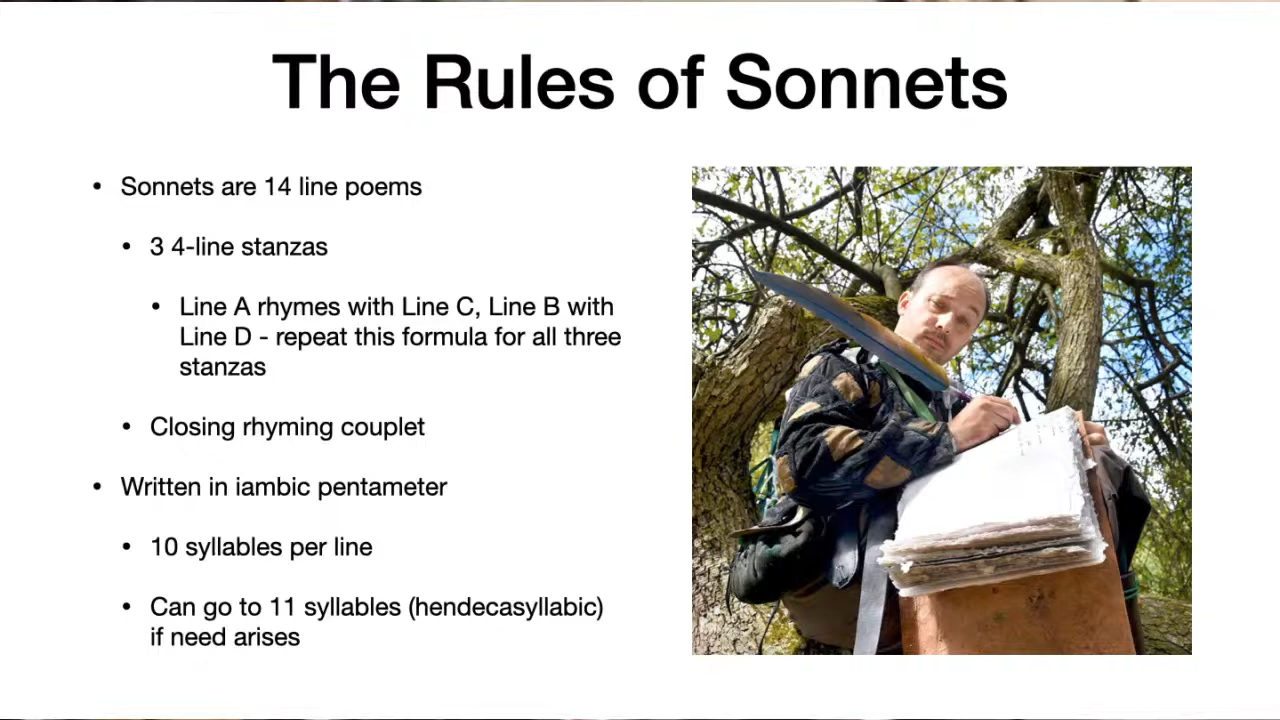 The Rules of Sonnets
• Sonnets are 14 line poems
• 3 4-line stanzas
• Line A rhymes with Line C, Line B with
Line D - repeat this formula for all three
stanzas
• Closing rhyming couplet
• Written in iambic pentameter
• 10 syllables per line
• Can go to 11 syllables (hendecasyllabic)
if need arises